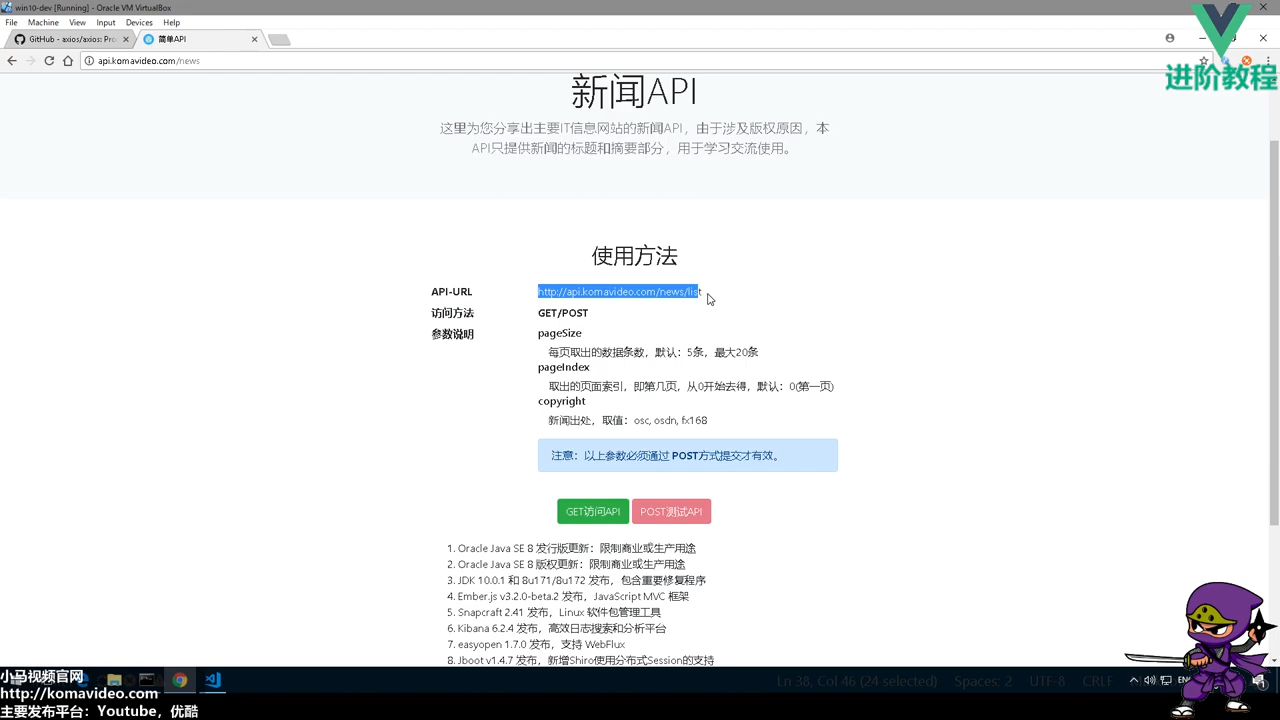 win10-dev [Running] - Oracle VM VirtualBox
File Machine View Input Devices Help
GitHub - axios/axios: Pro
简单API
api.komavideo.com/news
进阶教程
新闻API
这里为您分享出主要IT信息网站的新闻API，由于涉及版权原因，本
API只提供新闻的标题和摘要部分，用于学习交流使用。
使用方法
API-URL http://api.komavideo.com/news/list
访问方法 GET/POST
参数说明 pageSize
每页取出的数据条数，默认：5条，最大20条
pageIndex
取出的页面索引，即第几页，从0开始去得，默认：0(第一页)
copyright
新闻出处，取值：osc, osdn, fx168
注意：以上参数必须通过 POST方式提交才有效。
GET访问API POST测试API
1. Oracle Java SE 8 发行版更新：限制商业或生产用途
2. Oracle Java SE 8 版权更新：限制商业或生产用途
3. JDK 10.0.1 和 8u171/8u172 发布，包含重要修复程序
4. Ember.js v3.2.0-beta.2 发布，JavaScript MVC 框架
5. Snapcraft 2.41 发布，Linux 软件包管理工具
6. Kibana 6.2.4 发布，高效日志搜索和分析平台
7. easyopen 1.7.0 发布，支持 WebFlux
8. Jboot v1.4.7 发布，新增Shiro使用分布式Session的支持
小马视频官网
http://komavideo.com
主要发布平台：Youtube，优酷
Ln 38, Col 46 (24 selected) Spaces: 2 UTF-8 CRLF